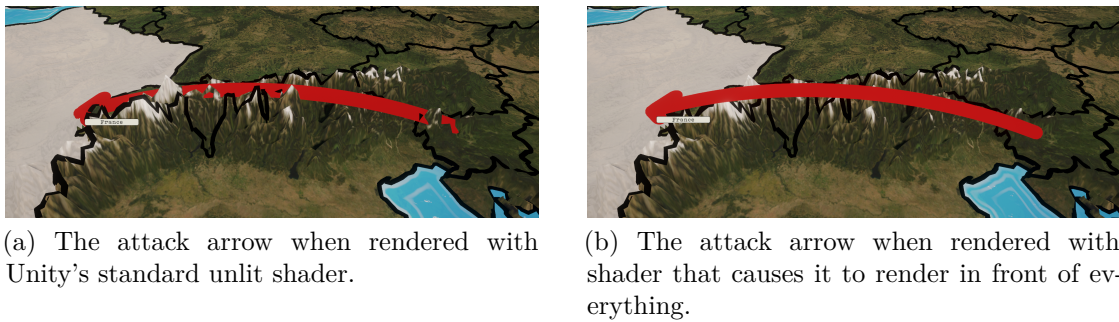 France
France
(a) The attack arrow when rendered with
Unity's standard unlit shader.
(b) The attack arrow when rendered with
shader that causes it to render in front of ev-
erything.